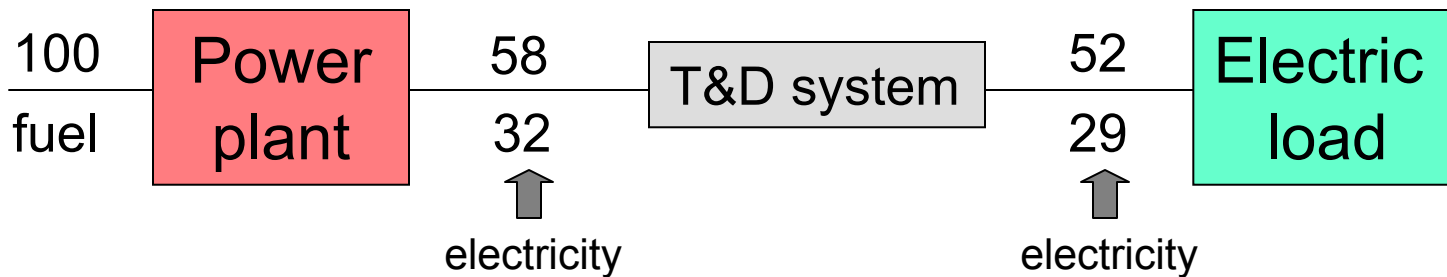 100
fuel
Power
plant
58
32
electricity
T&D system
52
29
electricity
Electric
load